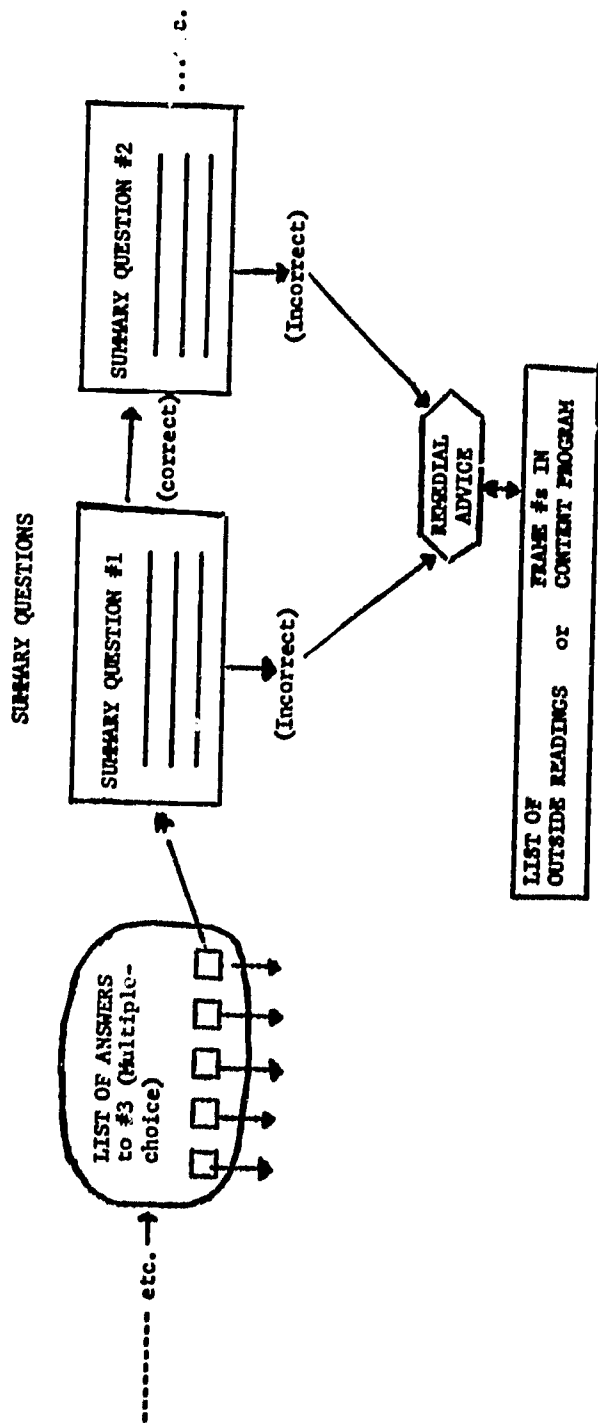 SUMMARY QUESTIONS
--------- etc.
LIST OF ANSWERS
to #3 (Multiple-
choice)
SUMMARY QUESTION #1
(correct)
(Incorrect)
SUMMARY QUESTION #2
(Incorrect)
REMEDIAL
ADVICE
LIST OF
OUTSIDE READINGS
or
FRAME #s IN
CONTENT PROGRAM